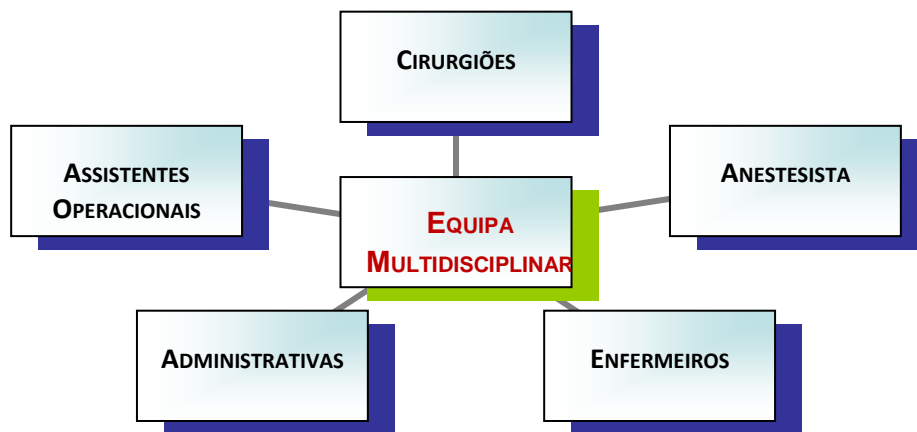 CIRURGIÕES
ASSISTENTES
OPERACIONAIS
ANESTESISTA
EQUIPA
MULTIDISCIPLINAR
ADMINISTRATIVAS
ENFERMEIROS